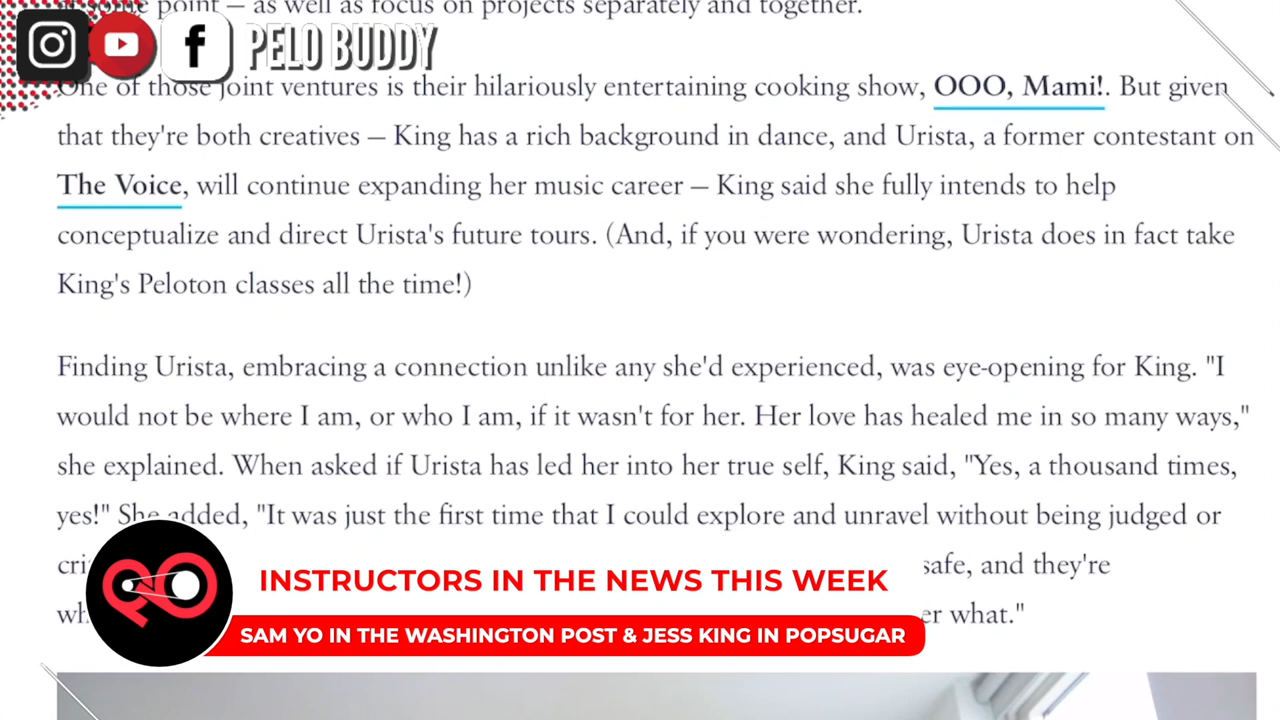 at some point — as well as focus on projects separately and together.
PELO BUDDY
One of those joint ventures is their hilariously entertaining cooking show, OOO, Mami!. But given
that they're both creatives — King has a rich background in dance, and Urista, a former contestant on
The Voice, will continue expanding her music career — King said she fully intends to help
conceptualize and direct Urista's future tours. (And, if you were wondering, Urista does in fact take
King's Peloton classes all the time!)
Finding Urista, embracing a connection unlike any she'd experienced, was eye-opening for King. "I
would not be where I am, or who I am, if it wasn't for her. Her love has healed me in so many ways,"
she explained. When asked if Urista has led her into her true self, King said, "Yes, a thousand times,
yes!" She added, "It was just the first time that I could explore and unravel without being judged or
safe, and they're
what."
INSTRUCTORS IN THE NEWS THIS WEEK
SAM YO IN THE WASHINGTON POST & JESS KING IN POPSUGAR